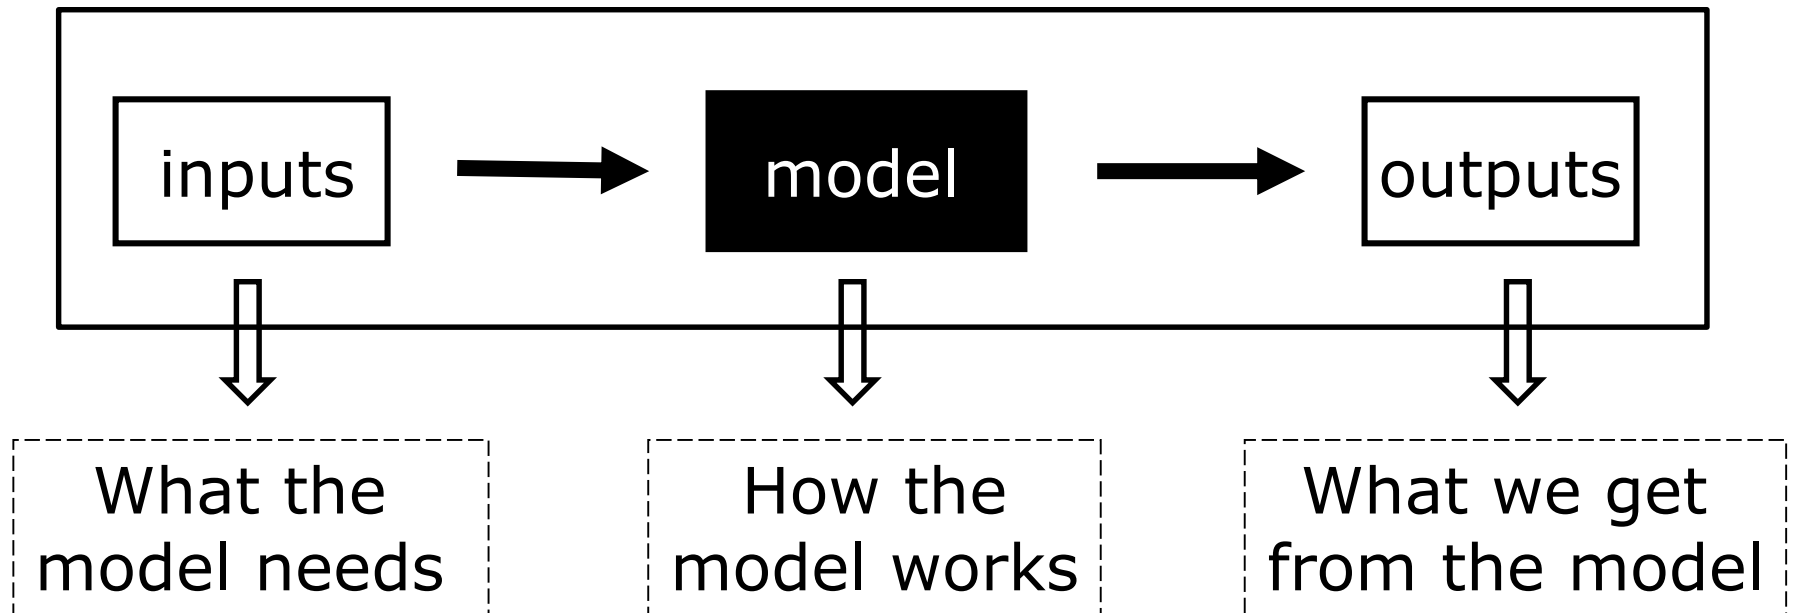 inputs
model
outputs
What the
model needs
How the
model works
What we get
from the model